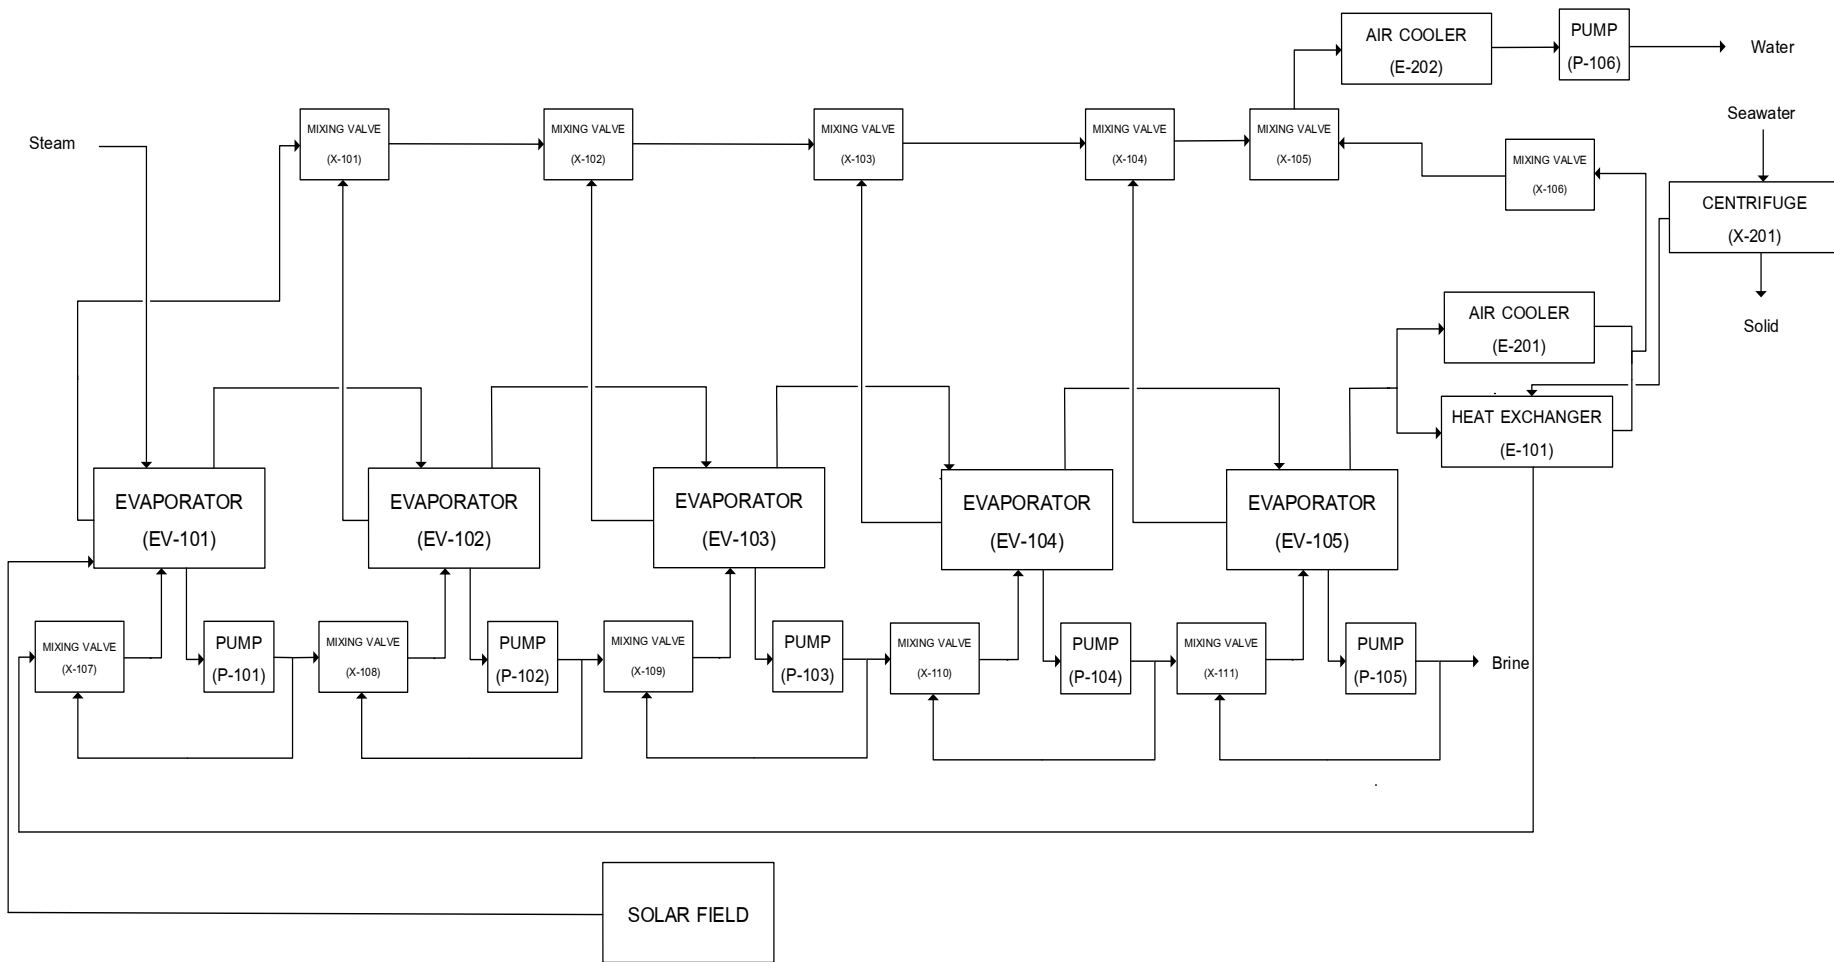 AIR COOLER
(E-202)
PUMP
(P-106)
Water
Steam
MIXING VALVE
(X-101)
MIXING VALVE
(X-102)
MIXING VALVE
(X-103)
MIXING VALVE
(X-104)
MIXING VALVE
(X-105)
MIXING VALVE
(X-106)
Seawater
CENTRIFUGE
(X-201)
Solid
AIR COOLER
(E-201)
HEAT EXCHANGER
(E-101)
EVAPORATOR
(EV-101)
EVAPORATOR
(EV-102)
EVAPORATOR
(EV-103)
EVAPORATOR
(EV-104)
EVAPORATOR
(EV-105)
MIXING VALVE
(X-107)
PUMP
(P-101)
MIXING VALVE
(X-108)
PUMP
(P-102)
MIXING VALVE
(X-109)
PUMP
(P-103)
MIXING VALVE
(X-110)
PUMP
(P-104)
MIXING VALVE
(X-111)
PUMP
(P-105)
Brine
SOLAR FIELD